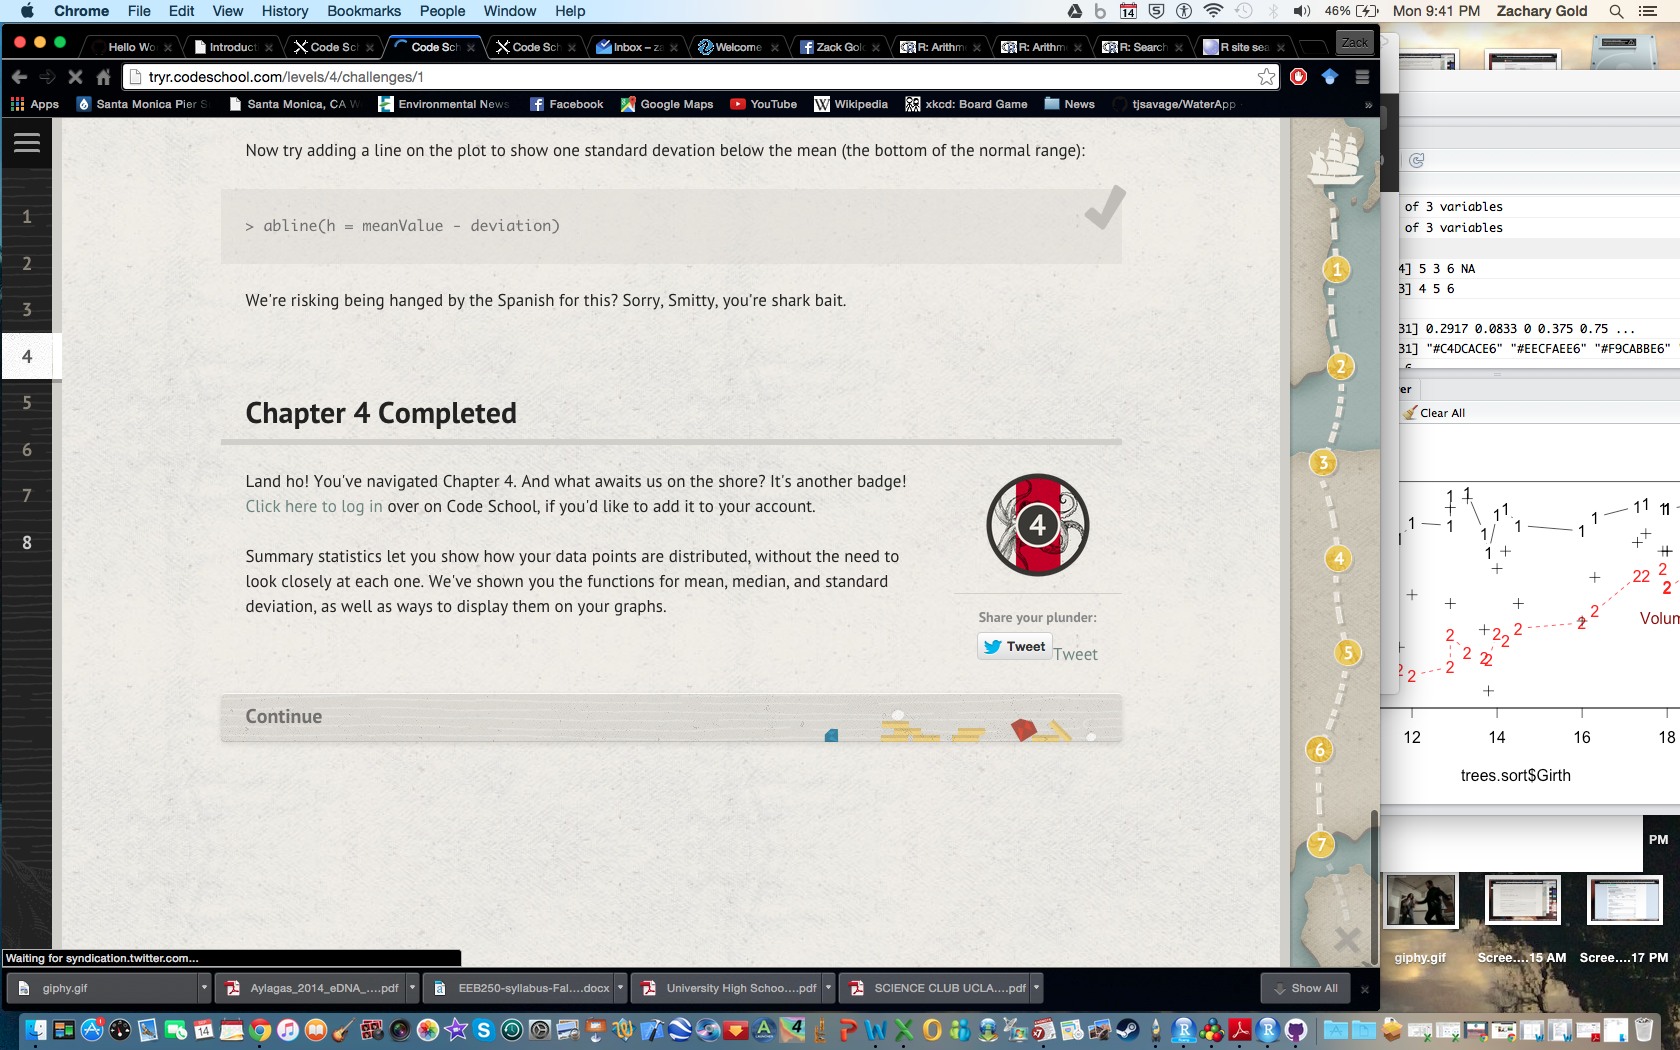 Chrome File Edit View History Bookmarks People Window Help 14 5 46% Mon 9:41 PM Zachary Gold
Hello Wo Introduct Code Sch Code Sch Code Sch Inbox – za Welcome Zack Gol R: Arithm R: Arithm R: Search R site sea Zack
tryr.codeschool.com/levels/4/challenges/1
Apps Santa Monica Pier S Santa Monica, CA W Environmental News Facebook Google Maps YouTube Wikipedia xkcd: Board Game News tjsavage/WaterApp »
Now try adding a line on the plot to show one standard devation below the mean (the bottom of the normal range):
> abline(h = meanValue - deviation)
We're risking being hanged by the Spanish for this? Sorry, Smitty, you're shark bait.
Chapter 4 Completed
Land ho! You've navigated Chapter 4. And what awaits us on the shore? It's another badge!
Click here to log in over on Code School, if you'd like to add it to your account.
4
Summary statistics let you show how your data points are distributed, without the need to
look closely at each one. We've shown you the functions for mean, median, and standard
deviation, as well as ways to display them on your graphs.
Share your plunder:
Tweet Tweet
Continue
1
2
3
4
5
6
7
8
1
2
3
4
5
6
7
of 3 variables
of 3 variables
4] 5 3 6 NA
3] 4 5 6
31] 0.2917 0.0833 0 0.375 0.75 ...
31] "#C4DCACE6" "#EECFAEE6" "#F9CABBE6"
er
Clear All
Volum
12 14 16 18
trees.sort$Girth
PM
giphy.gif Scree....15 AM Scree....17 PM
Waiting for syndication.twitter.com...
giphy.gif Aylagas_2014_eDNA_....pdf EEB250-syllabus-Fal....docx University High Schoo....pdf SCIENCE CLUB UCLA....pdf Show All